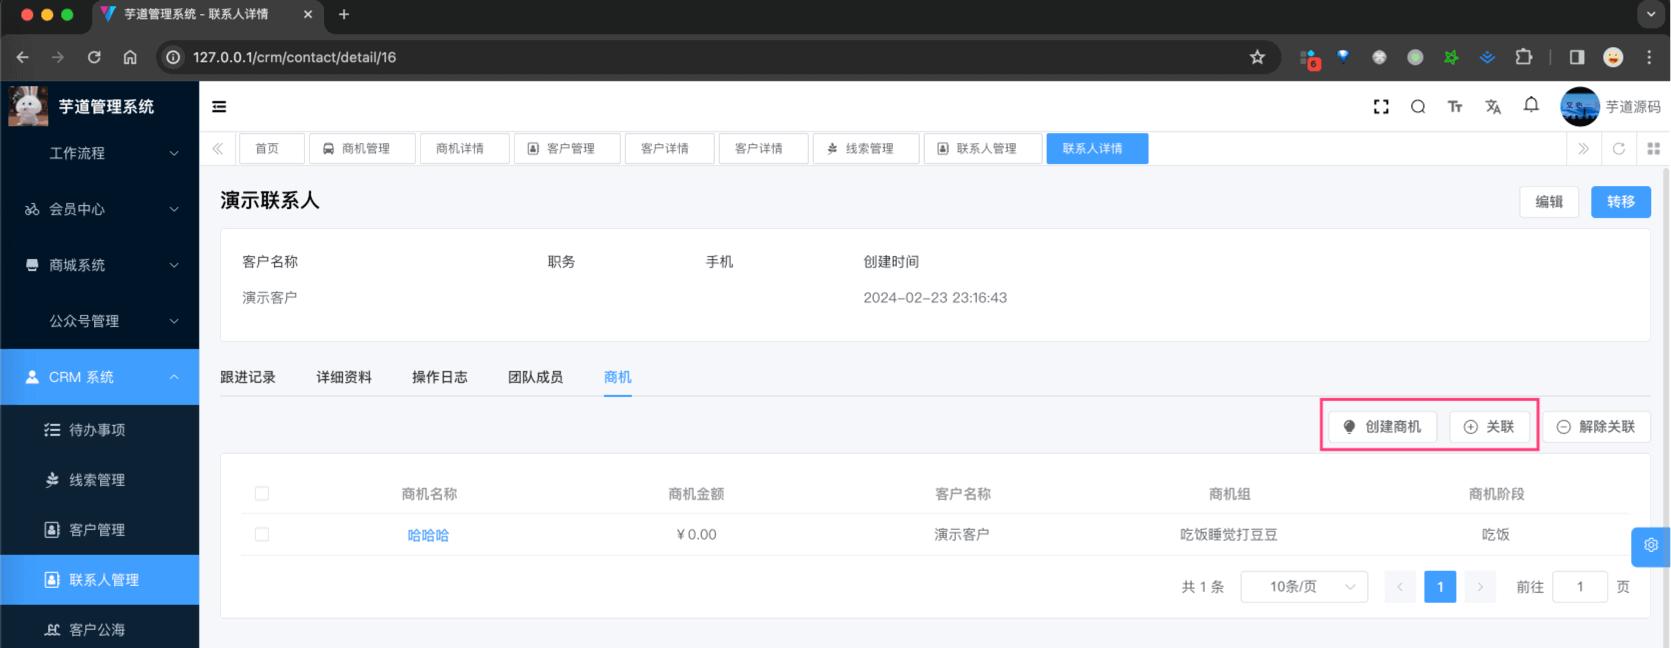 芋道管理系统 - 联系人详情
127.0.0.1/crm/contact/detail/16
6
芋道管理系统
芋道源码
首页
商机管理
商机详情
客户管理
客户详情
客户详情
线索管理
联系人管理
联系人详情
工作流程
会员中心
商城系统
公众号管理
CRM 系统
待办事项
线索管理
客户管理
联系人管理
客户公海
演示联系人
编辑
转移
客户名称 职务 手机 创建时间
演示客户 2024-02-23 23:16:43
跟进记录 详细资料 操作日志 团队成员 商机
创建商机 关联 解除关联
商机名称 商机金额 客户名称 商机组 商机阶段
哈哈哈 ¥0.00 演示客户 吃饭睡觉打豆豆 吃饭
共 1 条 10条/页 1 前往 1 页